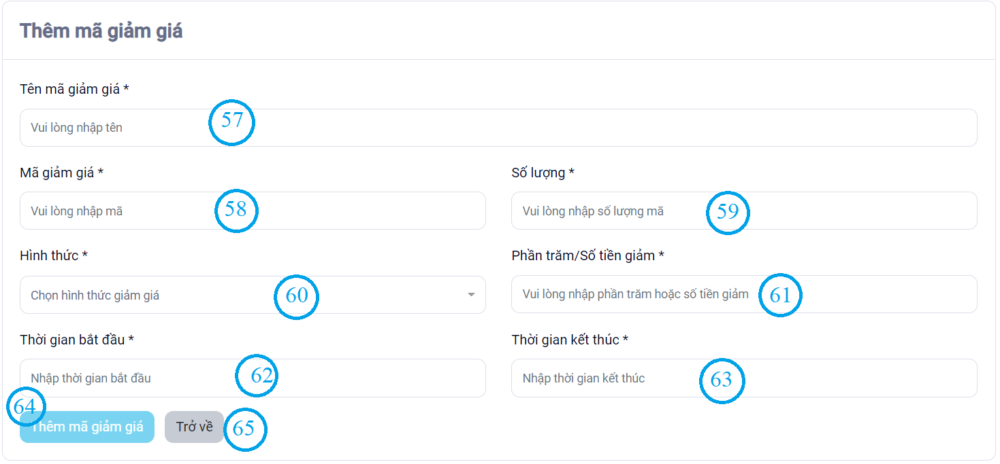 Thêm mã giảm giá
Tên mã giảm giá *
Vui lòng nhập tên 57
Mã giảm giá *
Vui lòng nhập mã 58
Số lượng *
Vui lòng nhập số lượng mã 59
Hình thức *
Chọn hình thức giảm giá 60
Phần trăm/Số tiền giảm *
Vui lòng nhập phần trăm hoặc số tiền giảm 61
Thời gian bắt đầu *
Nhập thời gian bắt đầu 62
Thời gian kết thúc *
Nhập thời gian kết thúc 63
64
Thêm mã giảm giá
Trở về 65